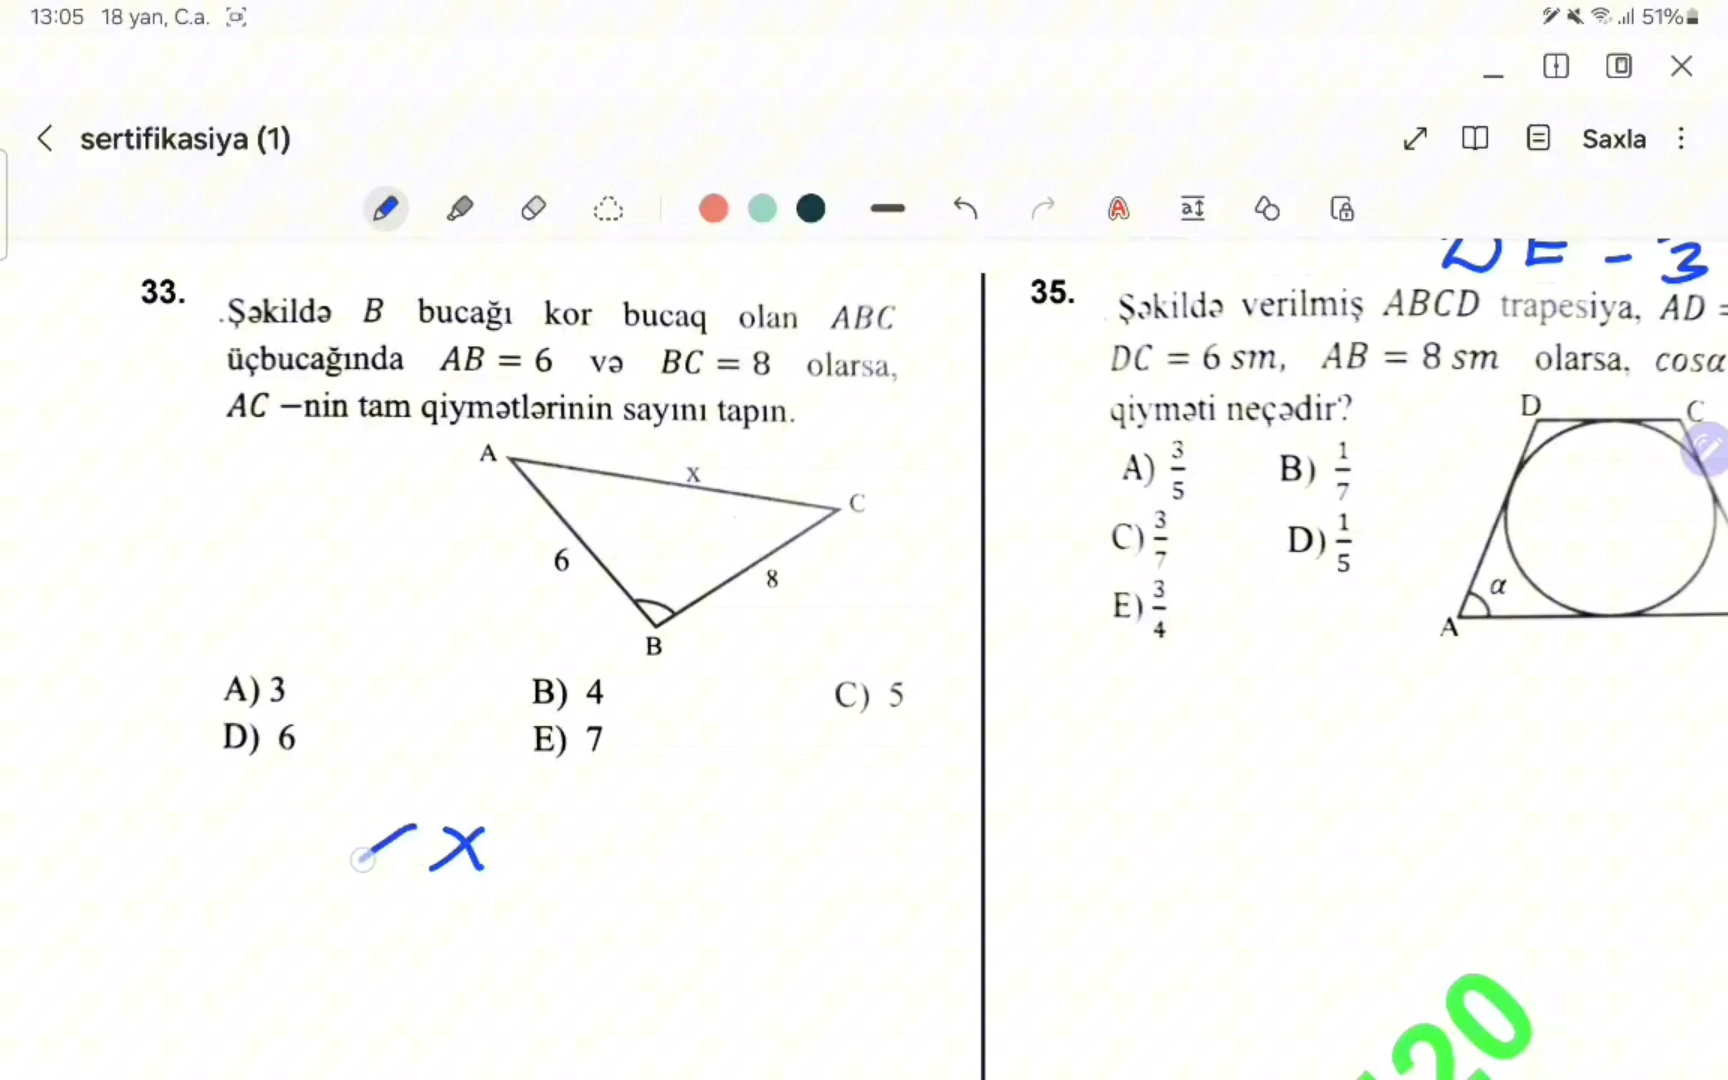 13:05 18 yan, C.a.
51%
sertifikasiya (1)
Saxla
33.
.Şəkildə B bucağı kor bucaq olan ABC
üçbucağında AB = 6 və BC = 8 olarsa,
AC –nin tam qiymətlərinin sayını tapın.
A
x
C
6
8
B
A) 3 B) 4 C) 5
D) 6 E) 7
x
- 3
35.
Şəkildə verilmiş ABCD trapesiya, AD =
DC = 6 sm, AB = 8 sm olarsa, cosα
qiyməti neçədir?
A) 3/5 B) 1/7
C) 3/7 D) 1/5
E) 3/4
D C
α
A
20